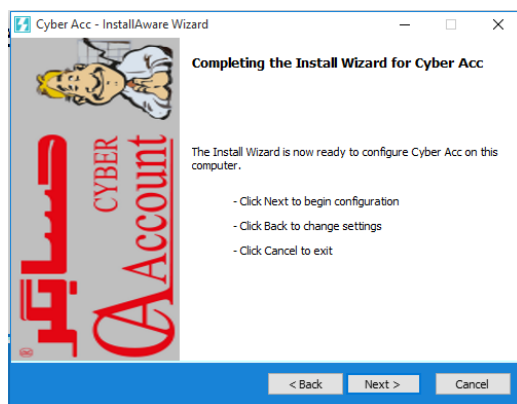 Cyber Acc - InstallAware Wizard
Completing the Install Wizard for Cyber Acc
The Install Wizard is now ready to configure Cyber Acc on this
computer.
- Click Next to begin configuration
- Click Back to change settings
- Click Cancel to exit
CYBER
Account
< Back
Next >
Cancel